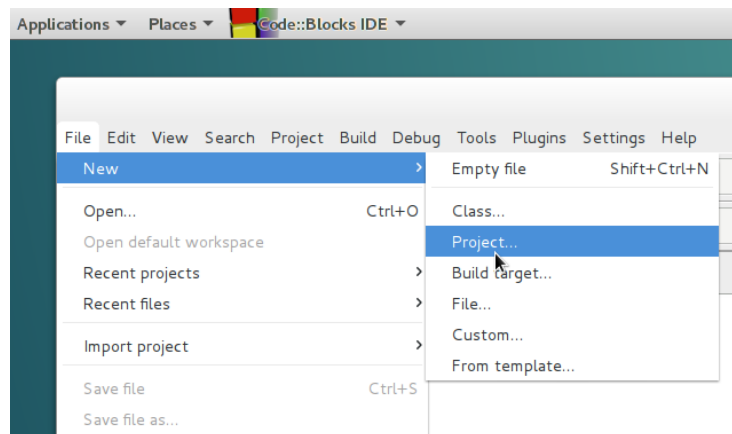 Applications Places Code::Blocks IDE
File Edit View Search Project Build Debug Tools Plugins Settings Help
New
Open... Ctrl+O
Open default workspace
Recent projects
Recent files
Import project
Save file Ctrl+S
Save file as...
Empty file Shift+Ctrl+N
Class...
Project...
Build target...
File...
Custom...
From template...